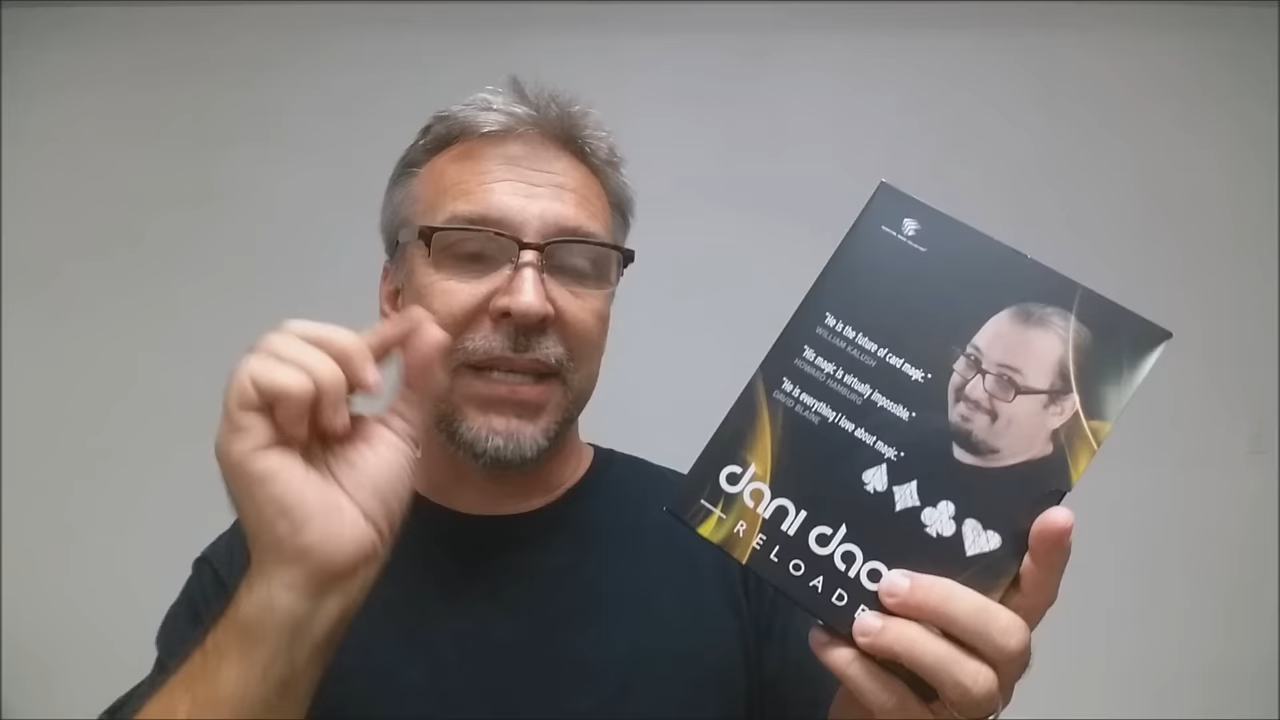 "He is the future of card magic."
WILLIAM KALUSH
"His magic is virtually impossible."
HOWARD HAMBURG
"He is everything I love about magic."
DAVID BLAINE
dani dao
RELOADE